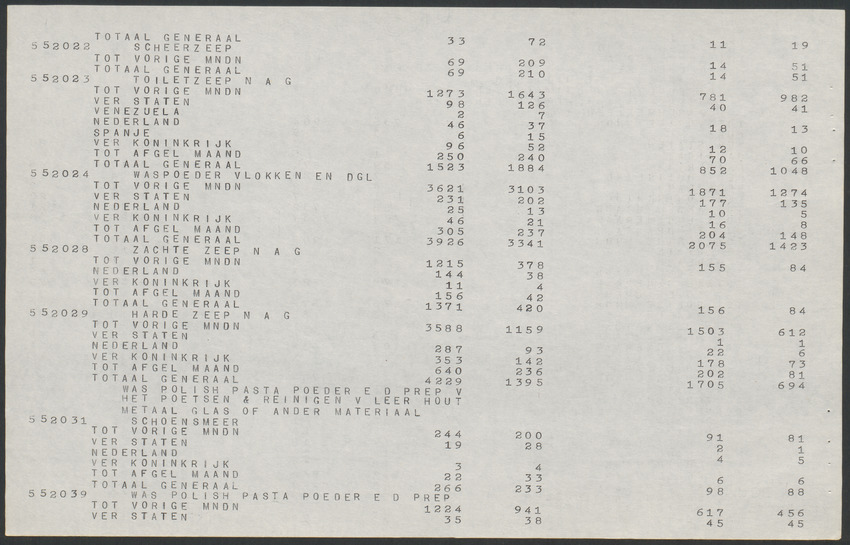 TOTAAL GENERAAL 33 72 11 19
552022 SCHEERZEEP
TOT VORIGE MNDN 69 209 14 51
TOTAAL GENERAAL 69 210 14 51
552023 TOILETZEEP N A G
TOT VORIGE MNDN 1273 1643 781 982
VER STATEN 98 126 40 41
VENEZUELA 2 7
NEDERLAND 46 37 18 13
SPANJE 6 15
VER KONINKRIJK 96 52 12 10
TOT AFGEL MAAND 250 240 70 66
TOTAAL GENERAAL 1523 1884 852 1048
552024 WASPOEDER VLOKKEN EN DGL
TOT VORIGE MNDN 3621 3103 1871 1274
VER STATEN 231 202 177 135
NEDERLAND 25 13 10 5
VER KONINKRIJK 46 21 16 8
TOT AFGEL MAAND 305 237 204 148
TOTAAL GENERAAL 3926 3341 2075 1423
552028 ZACHTE ZEEP N A G
TOT VORIGE MNDN 1215 378 155 84
NEDERLAND 144 38
VER KONINKRIJK 11 4
TOT AFGEL MAAND 156 42
TOTAAL GENERAAL 1371 420 156 84
552029 HARDE ZEEP N A G
TOT VORIGE MNDN 3588 1159 1503 612
VER STATEN 1 1
NEDERLAND 287 93 22 6
VER KONINKRIJK 353 142 178 73
TOT AFGEL MAAND 640 236 202 81
TOTAAL GENERAAL 4229 1395 1705 694
WAS POLISH PASTA POEDER E D PREP V
HET POETSEN & REINIGEN V LEER HOUT
METAAL GLAS OF ANDER MATERIAAL
552031 SCHOENSMEER
TOT VORIGE MNDN 244 200 91 81
VER STATEN 19 28 2 1
NEDERLAND 4 5
VER KONINKRIJK 3 4
TOT AFGEL MAAND 22 33 6 6
TOTAAL GENERAAL 266 233 98 88
552039 WAS POLISH PASTA POEDER E D PREP
TOT VORIGE MNDN 1224 941 617 456
VER STATEN 35 38 45 45